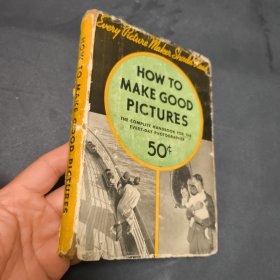 Every Picture Maker Should Read
HOW TO
MAKE GOOD
PICTURES
THE COMPLETE HANDBOOK FOR THE
EVERY-DAY PHOTOGRAPHER
50¢
HOW TO MAKE GOOD PICTURES